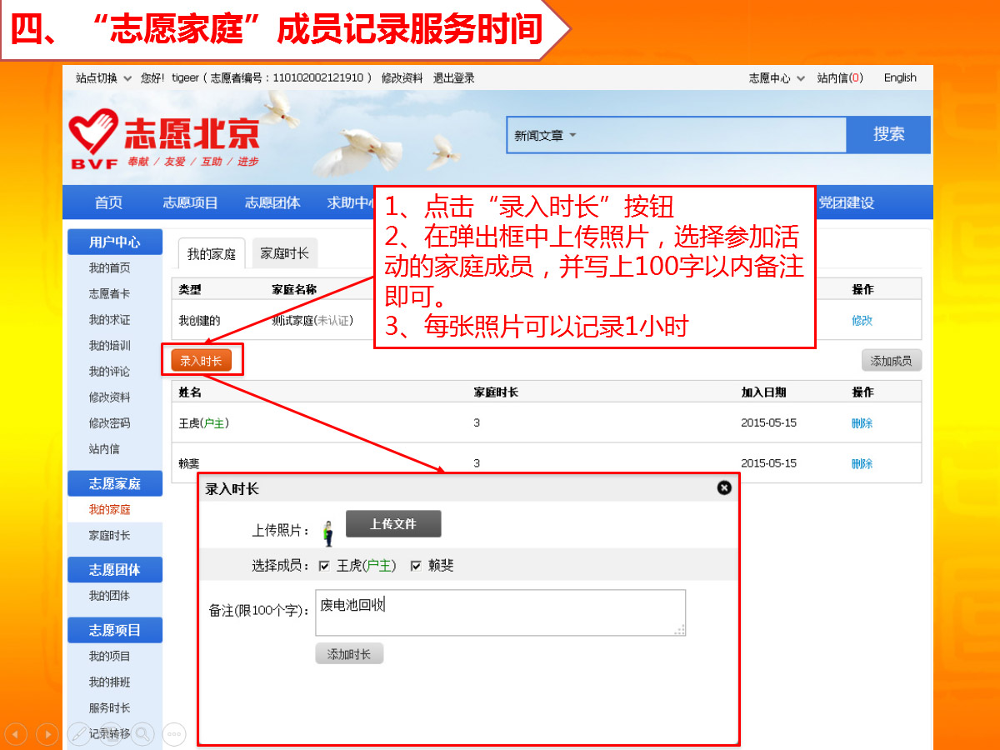 四、“志愿家庭”成员记录服务时间
站点切换 您好! tigeer ( 志愿者编号:110102002121910 ) 修改资料 退出登录 志愿中心 站内信(0) English
志愿北京
BVF 奉献 / 友爱 / 互助 / 进步
新闻文章 搜索
首页 志愿项目 志愿团体 求助中心 党团建设
1、点击“录入时长”按钮
2、在弹出框中上传照片,选择参加活
动的家庭成员,并写上100字以内备注
即可。
3、每张照片可以记录1小时
用户中心
我的首页
志愿者卡
我的求证
我的培训
我的评论
修改资料
修改密码
站内信
志愿家庭
我的家庭
家庭时长
志愿团体
我的团体
志愿项目
我的项目
我的排班
服务时长
记录转移
我的家庭 家庭时长
类型 家庭名称 操作
我创建的 测试家庭(未认证) 修改
录入时长 添加成员
姓名 家庭时长 加入日期 操作
王虎(户主) 3 2015-05-15 删除
赖斐 3 2015-05-15 删除
录入时长
上传照片: 上传文件
选择成员: 王虎(户主) 赖斐
备注(限100个字): 废电池回收
添加时长